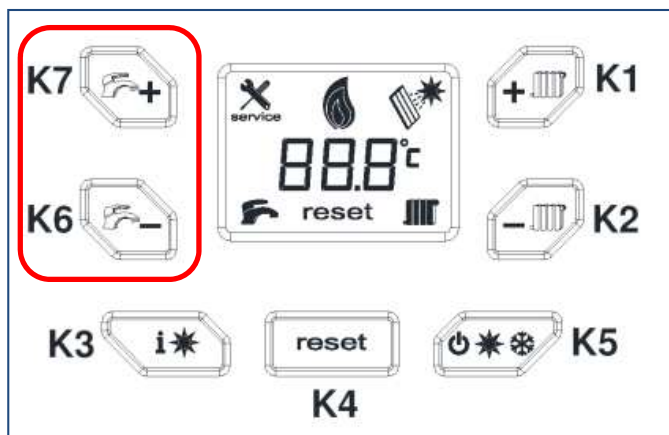 K7 + service + K1
88.8°c
K6 – reset – K2
K3 i reset K5
K4